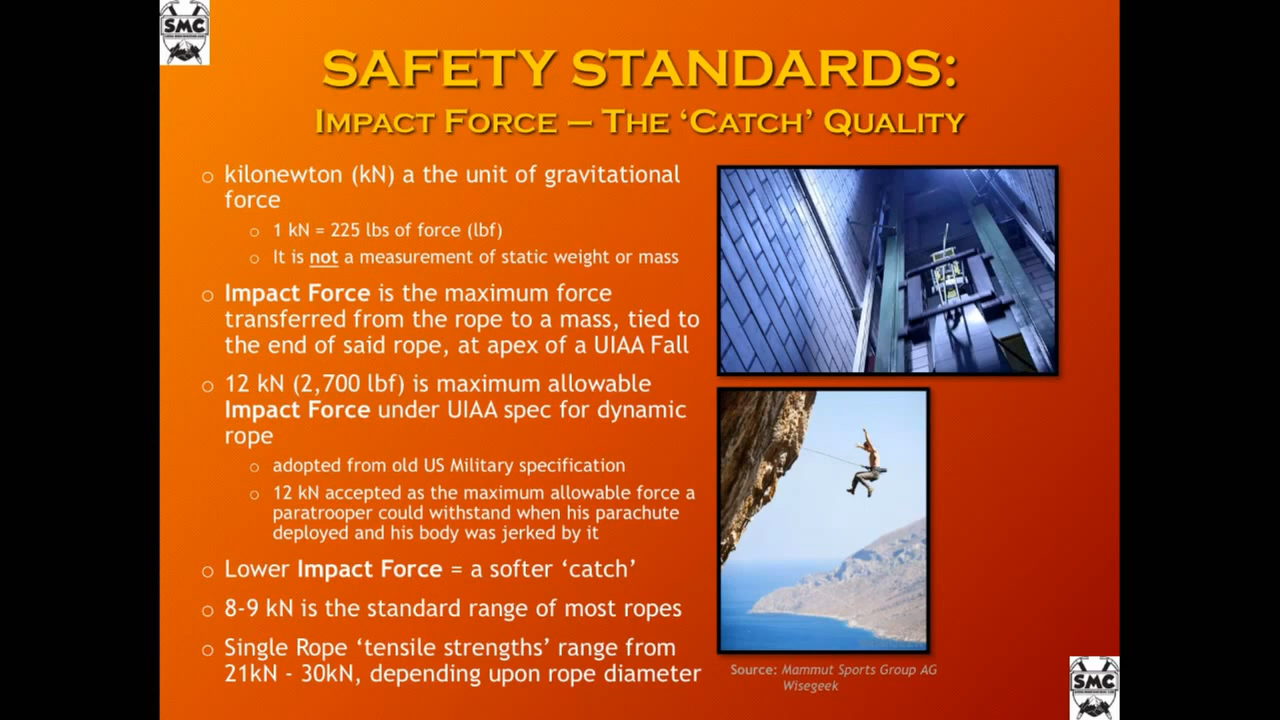 SMC
SAFETY STANDARDS:
IMPACT FORCE – THE ‘CATCH’ QUALITY
kilonewton (kN) a the unit of gravitational
force
1 kN = 225 lbs of force (lbf)
It is not a measurement of static weight or mass
Impact Force is the maximum force
transferred from the rope to a mass, tied to
the end of said rope, at apex of a UIAA Fall
12 kN (2,700 lbf) is maximum allowable
Impact Force under UIAA spec for dynamic
rope
adopted from old US Military specification
12 kN accepted as the maximum allowable force a
paratrooper could withstand when his parachute
deployed and his body was jerked by it
Lower Impact Force = a softer ‘catch’
8-9 kN is the standard range of most ropes
Single Rope ‘tensile strengths’ range from
21kN - 30kN, depending upon rope diameter
Source: Mammut Sports Group AG
Wisegeek
SMC